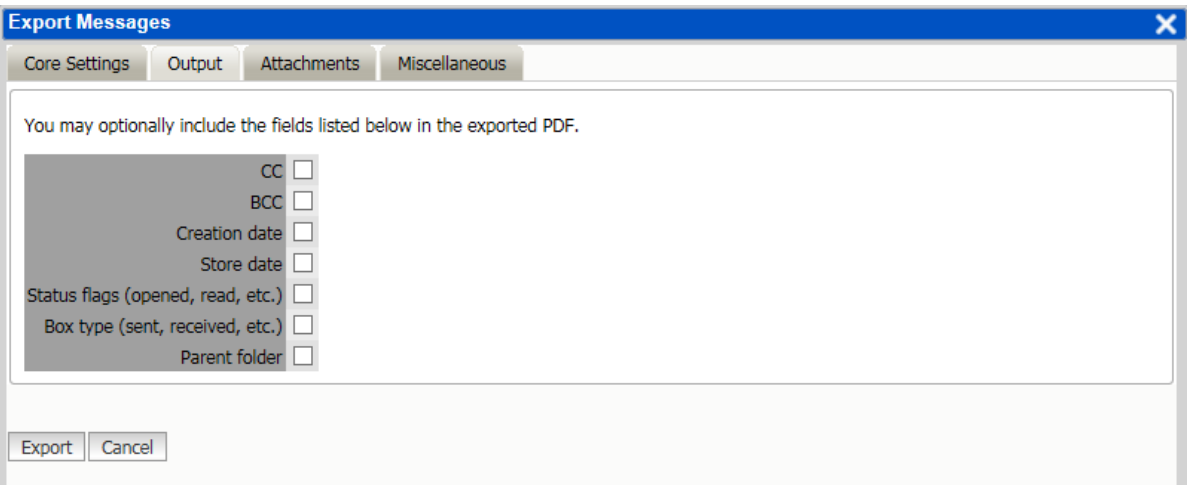 Export Messages
Core Settings Output Attachments Miscellaneous
You may optionally include the fields listed below in the exported PDF.
CC
BCC
Creation date
Store date
Status flags (opened, read, etc.)
Box type (sent, received, etc.)
Parent folder
Export Cancel